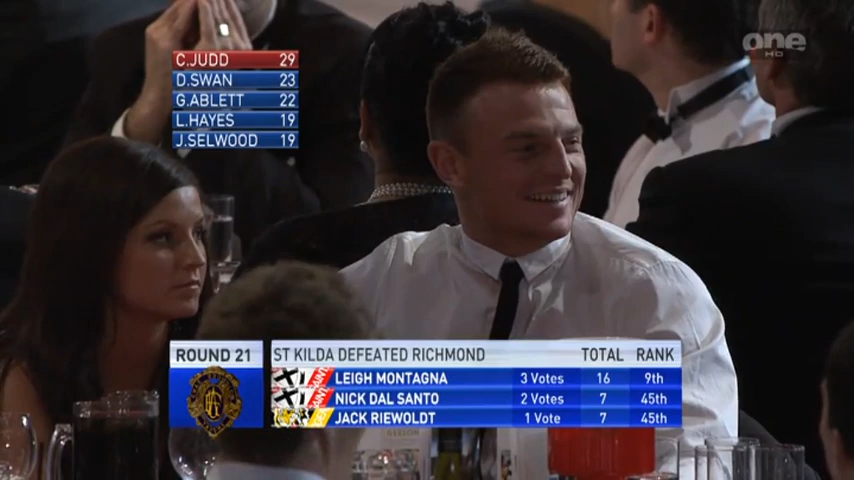 one
HD
C.JUDD 29
D.SWAN 23
G.ABLETT 22
L.HAYES 19
J.SELWOOD 19
ROUND 21
ST KILDA DEFEATED RICHMOND TOTAL RANK
LEIGH MONTAGNA 3 Votes 16 9th
NICK DAL SANTO 2 Votes 7 45th
JACK RIEWOLDT 1 Vote 7 45th